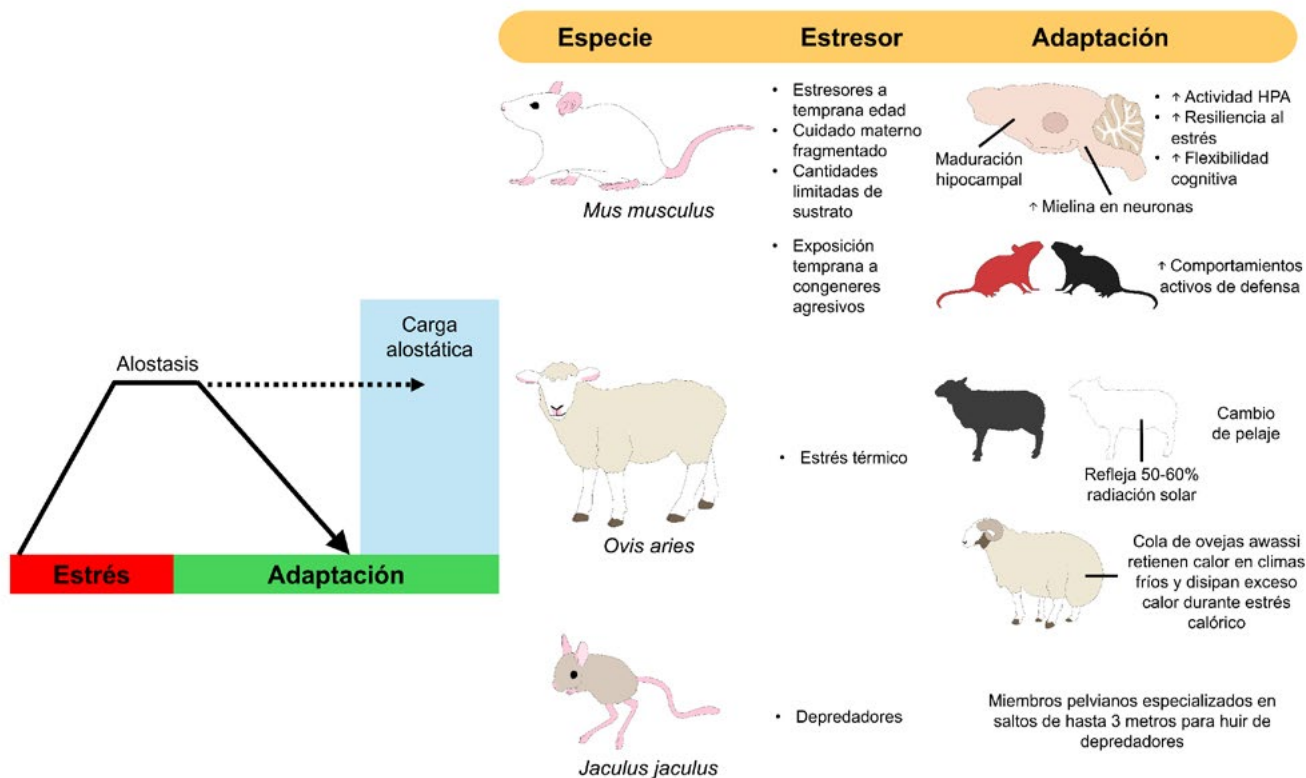 Especie
Estresor
Adaptación
Mus musculus
• Estresores a
temprana edad
• Cuidado materno
fragmentado
• Cantidades
limitadas de
sustrato
Maduración
hipocampal
↑ Mielina en neuronas
• ↑ Actividad HPA
• ↑ Resiliencia al
estrés
• ↑ Flexibilidad
cognitiva
• Exposición
temprana a
congeneres
agresivos
↑ Comportamientos
activos de defensa
Alostasis
Carga
alostática
Estrés
Adaptación
Ovis aries
• Estrés térmico
Refleja 50-60%
radiación solar
Cambio
de pelaje
Cola de ovejas awassi
retienen calor en climas
fríos y disipan exceso
calor durante estrés
calórico
Jaculus jaculus
• Depredadores
Miembros pelvianos especializados en
saltos de hasta 3 metros para huir de
depredadores